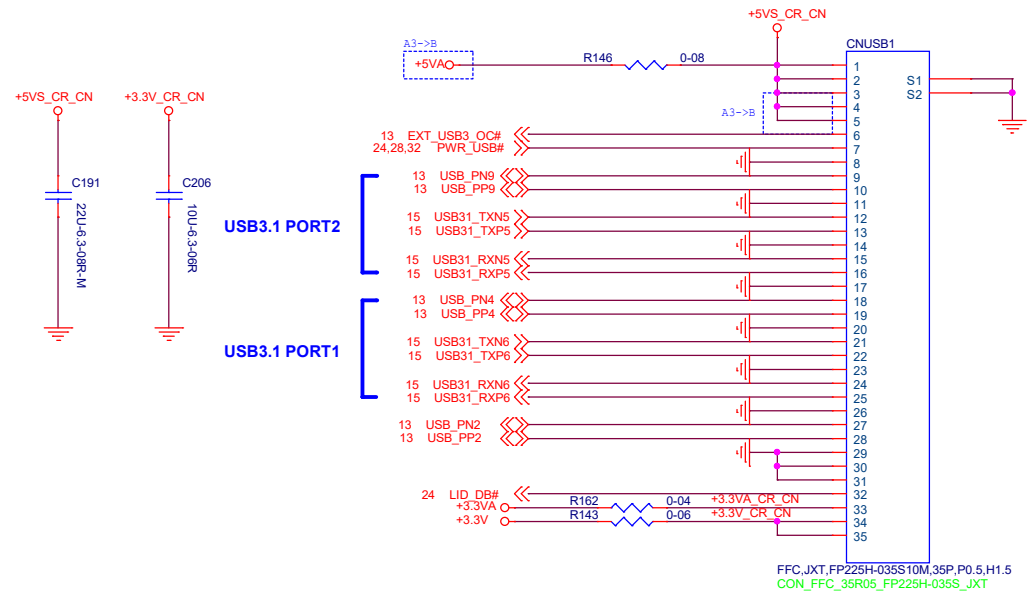 +5VS_CR_CN
A3->B
+5VA
R146
0-08
CNUSB1
+5VS_CR_CN
+3.3V_CR_CN
C191
22U-6.3-08R-M
C206
10U-6.3-06R
A3->B
13 EXT_USB3_OC#
24,28,32 PWR_USB#
USB3.1 PORT2
13 USB_PN9
13 USB_PP9
15 USB31_TXN5
15 USB31_TXP5
15 USB31_RXN5
15 USB31_RXP5
USB3.1 PORT1
13 USB_PN4
13 USB_PP4
15 USB31_TXN6
15 USB31_TXP6
15 USB31_RXN6
15 USB31_RXP6
13 USB_PN2
13 USB_PP2
24 LID_DB#
+3.3VA
R162
0-04
+3.3VA_CR_CN
+3.3V
R143
0-06
+3.3V_CR_CN
1
2
3
4
5
6
7
8
9
10
11
12
13
14
15
16
17
18
19
20
21
22
23
24
25
26
27
28
29
30
31
32
33
34
35
S1
S2
FFC,JXT,FP225H-035S10M,35P,P0.5,H1.5
CON_FFC_35R05_FP225H-035S_JXT